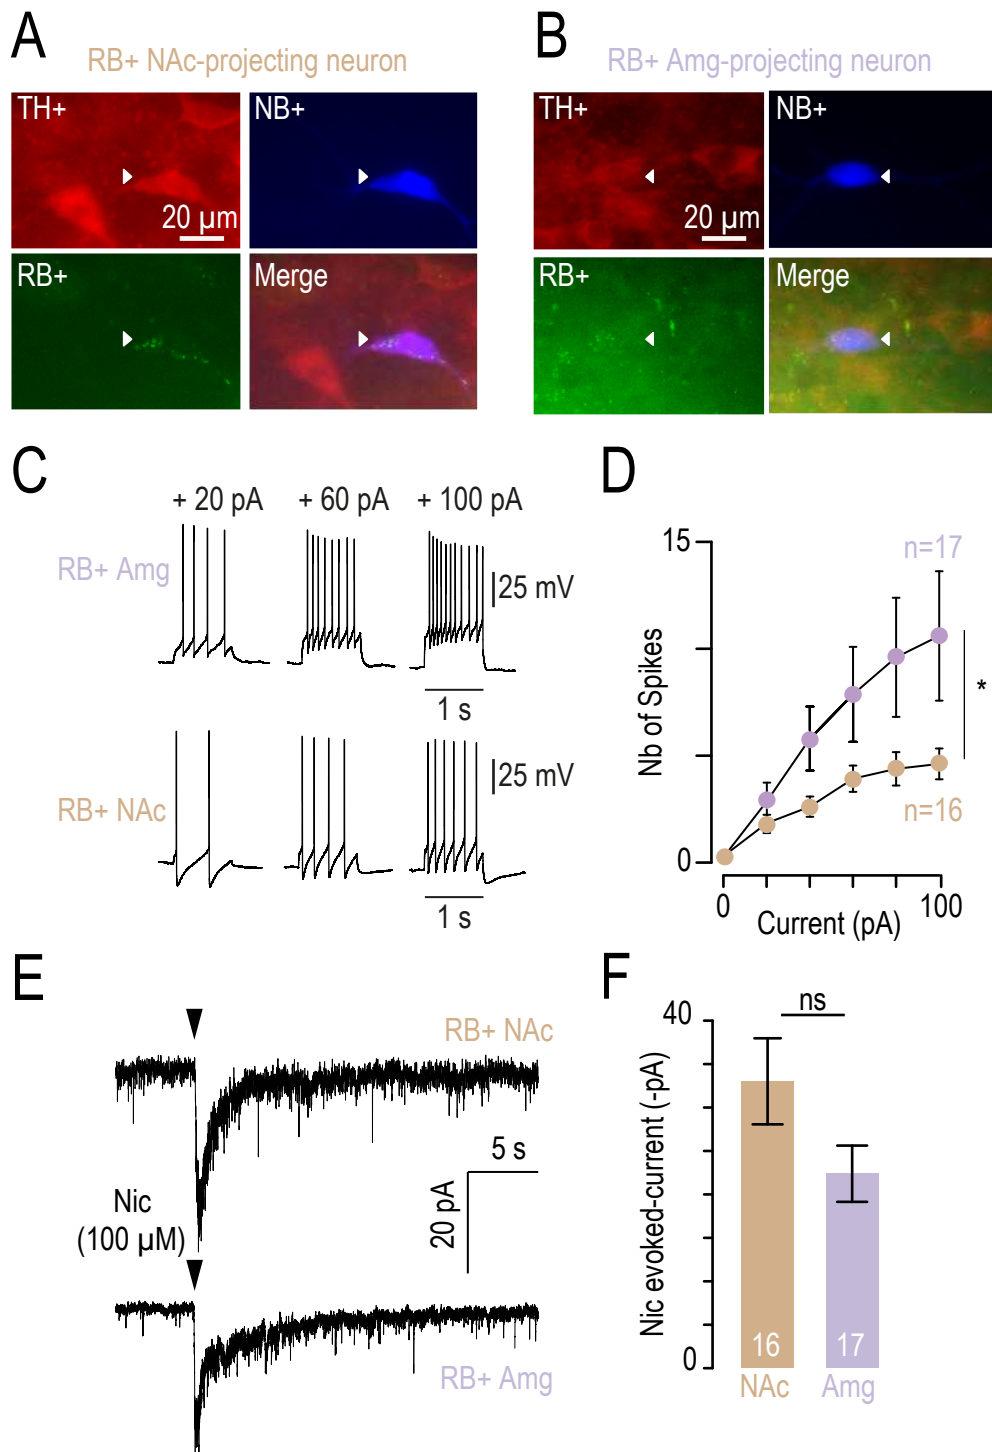 A
RB+ NAc-projecting neuron
TH+
NB+
20 µm
RB+
Merge
B
RB+ Amg-projecting neuron
TH+
NB+
20 µm
RB+
Merge
C
+ 20 pA
+ 60 pA
+ 100 pA
RB+ Amg
25 mV
1 s
RB+ NAc
25 mV
1 s
D
15
Nb of Spikes
0
n=17
*
n=16
0
100
Current (pA)
E
RB+ NAc
5 s
20 pA
Nic
(100 µM)
RB+ Amg
F
ns
40
Nic evoked-current (-pA)
0
16
17
NAc
Amg